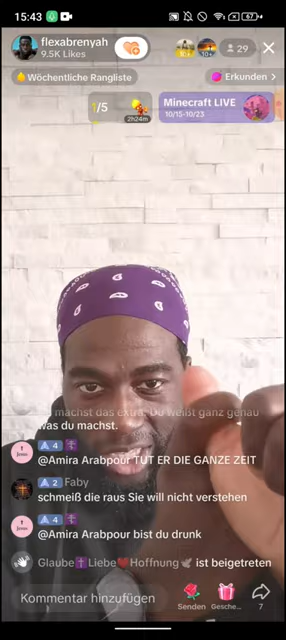 15:43
67
flexabrenyah
9.5K Likes
29
Wöchentliche Rangliste
Erkunden >
1/5
2h24m
Minecraft LIVE
10/15-10/23
machst das extra. Du weißt ganz genau
was du machst.
4
@Amira Arabpour TUT ER DIE GANZE ZEIT
2 Faby
schmeiß die raus Sie will nicht verstehen
Jesus
4
@Amira Arabpour bist du drunk
Glaube✝️Liebe❤️Hoffnung🕊 ist beigetreten
Kommentar hinzufügen
Senden
Gesche...
7